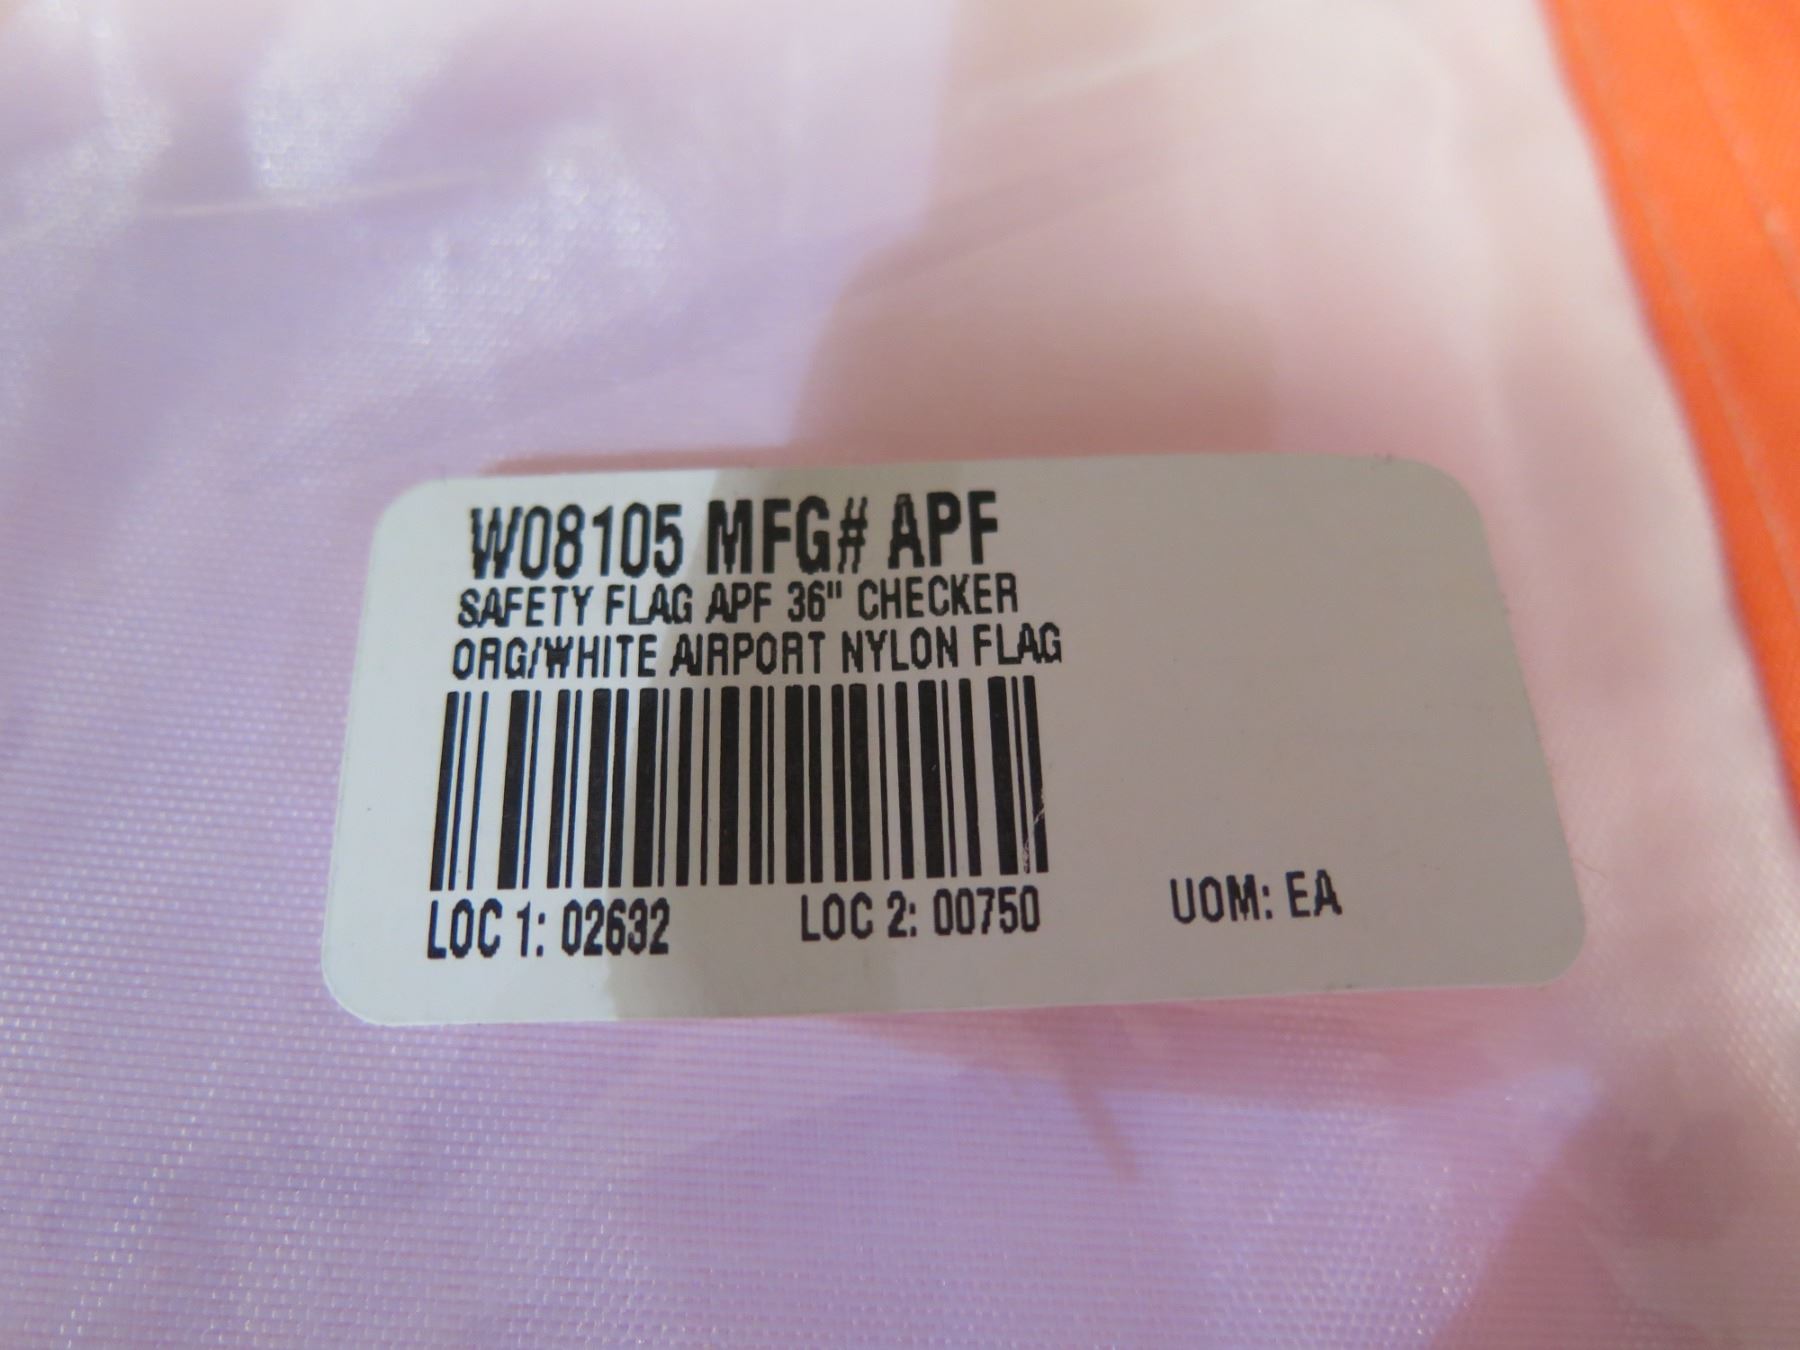 W08105 MFG# APF
SAFETY FLAG APF 36" CHECKER
ORG/WHITE AIRPORT NYLON FLAG
LOC 1: 02632 LOC 2: 00750 UOM: EA